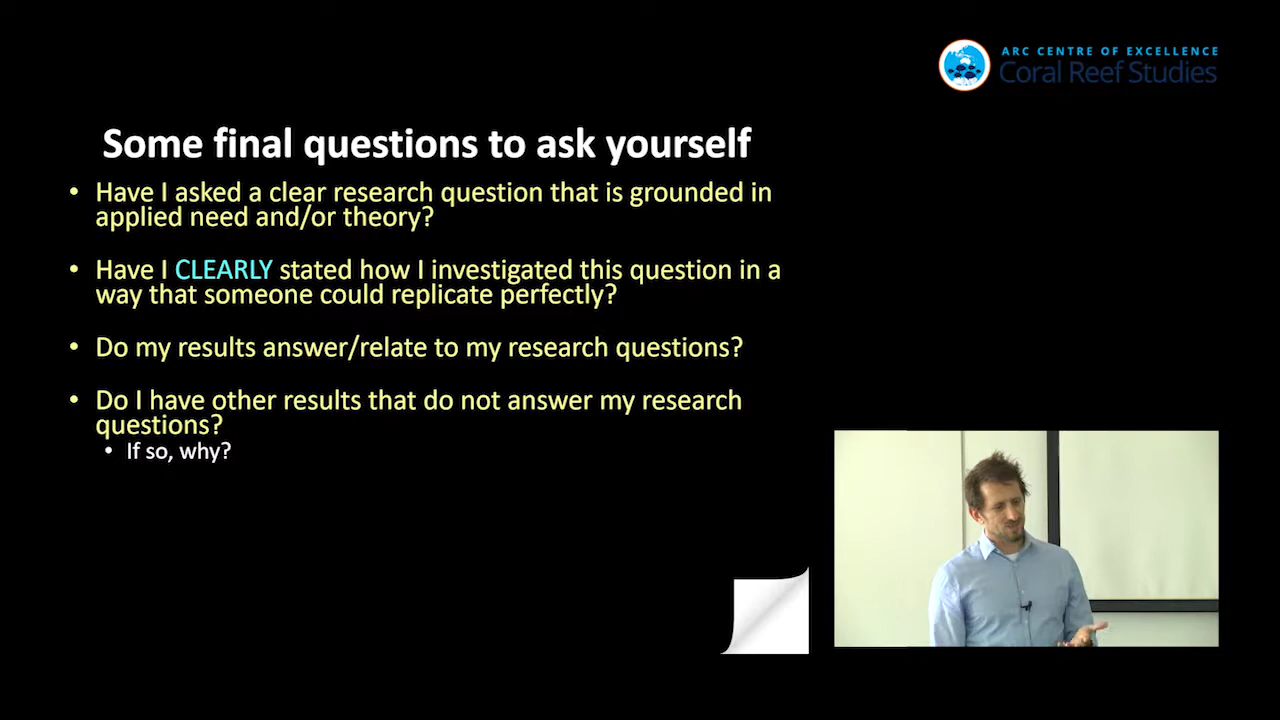 ARC CENTRE OF EXCELLENCE
Coral Reef Studies
Some final questions to ask yourself
• Have I asked a clear research question that is grounded in
applied need and/or theory?
• Have I CLEARLY stated how I investigated this question in a
way that someone could replicate perfectly?
• Do my results answer/relate to my research questions?
• Do I have other results that do not answer my research
questions?
• If so, why?